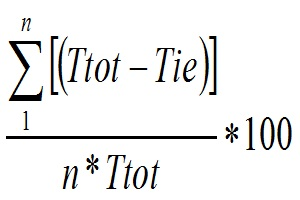 n
∑[(Ttot – Tie)]
1
n * Ttot
*100